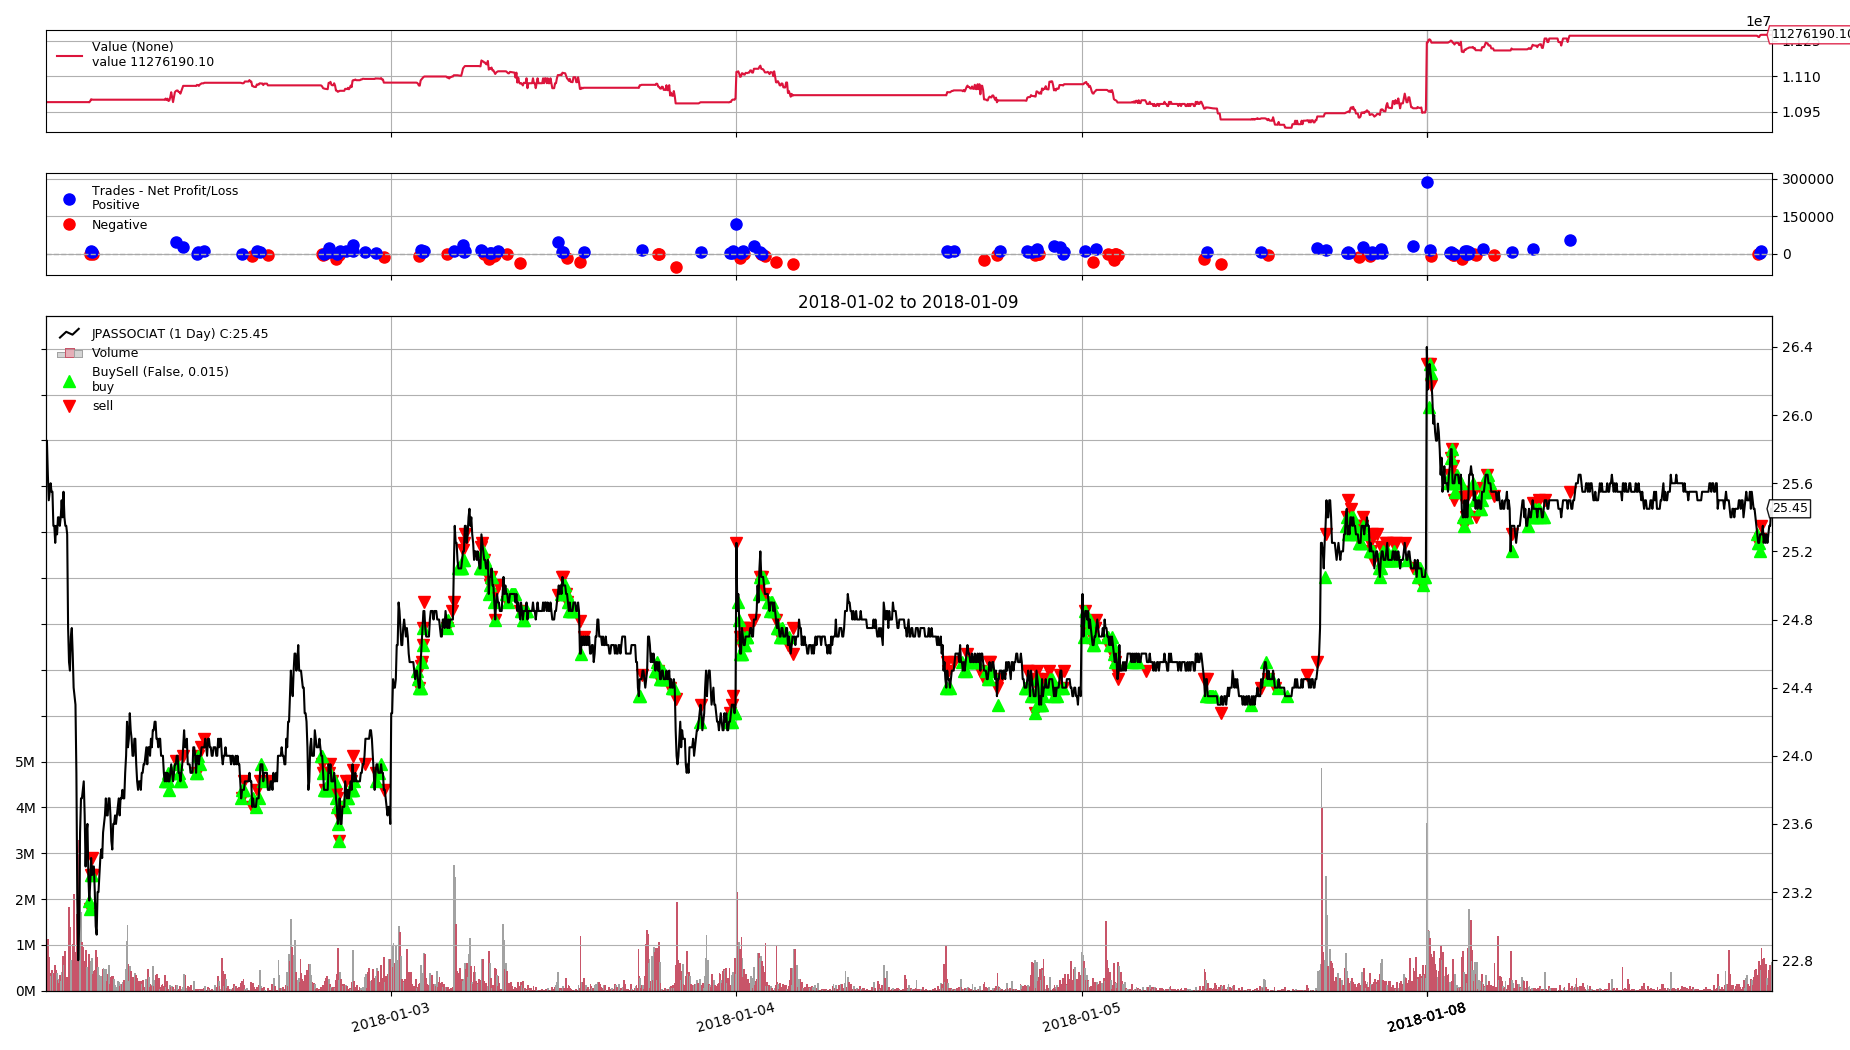 1e7
Value (None)
value 11276190.10
11276190.10
1.110
1.095
Trades - Net Profit/Loss
Positive
Negative
300000
150000
0
2018-01-02 to 2018-01-09
JPASSOCIAT (1 Day) C:25.45
Volume
BuySell (False, 0.015)
buy
sell
26.4
26.0
25.6
25.45
25.2
24.8
24.4
24.0
23.6
23.2
22.8
5M
4M
3M
2M
1M
0M
2018-01-03
2018-01-04
2018-01-05
2018-01-08